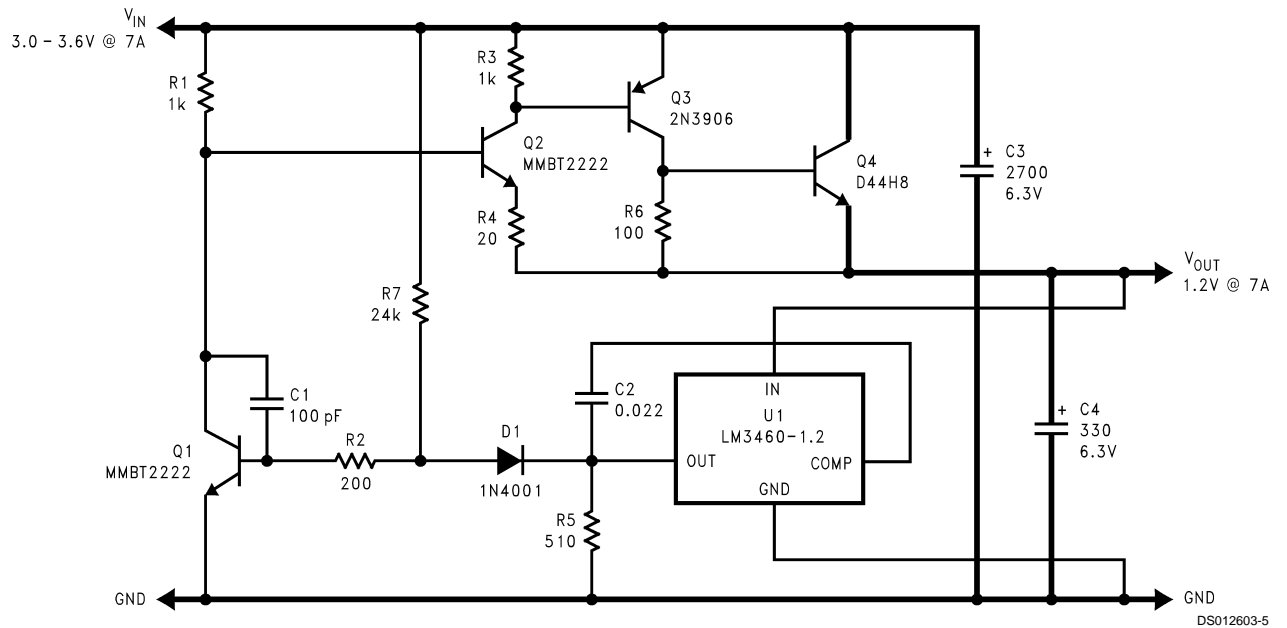 VIN
3.0 – 3.6V @ 7A
R1
1k
R3
1k
Q3
2N3906
Q2
MMBT2222
Q4
D44H8
C3
+
2700
6.3V
R4
20
R6
100
VOUT
1.2V @ 7A
R7
24k
C1
100 pF
C2
0.022
IN
U1
LM3460-1.2
OUT
COMP
GND
C4
+
330
6.3V
Q1
MMBT2222
R2
200
D1
1N4001
R5
510
GND
GND
DS012603-5